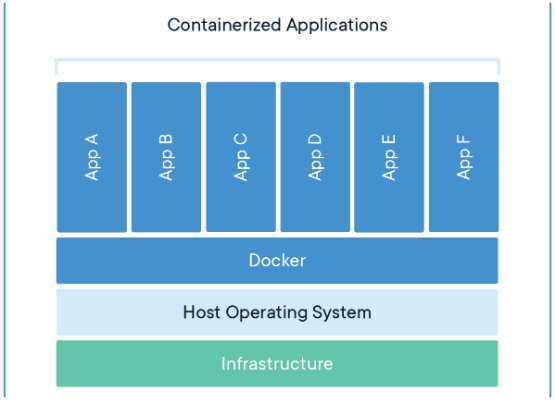 Containerized Applications
App A
App B
App C
App D
App E
App F
Docker
Host Operating System
Infrastructure